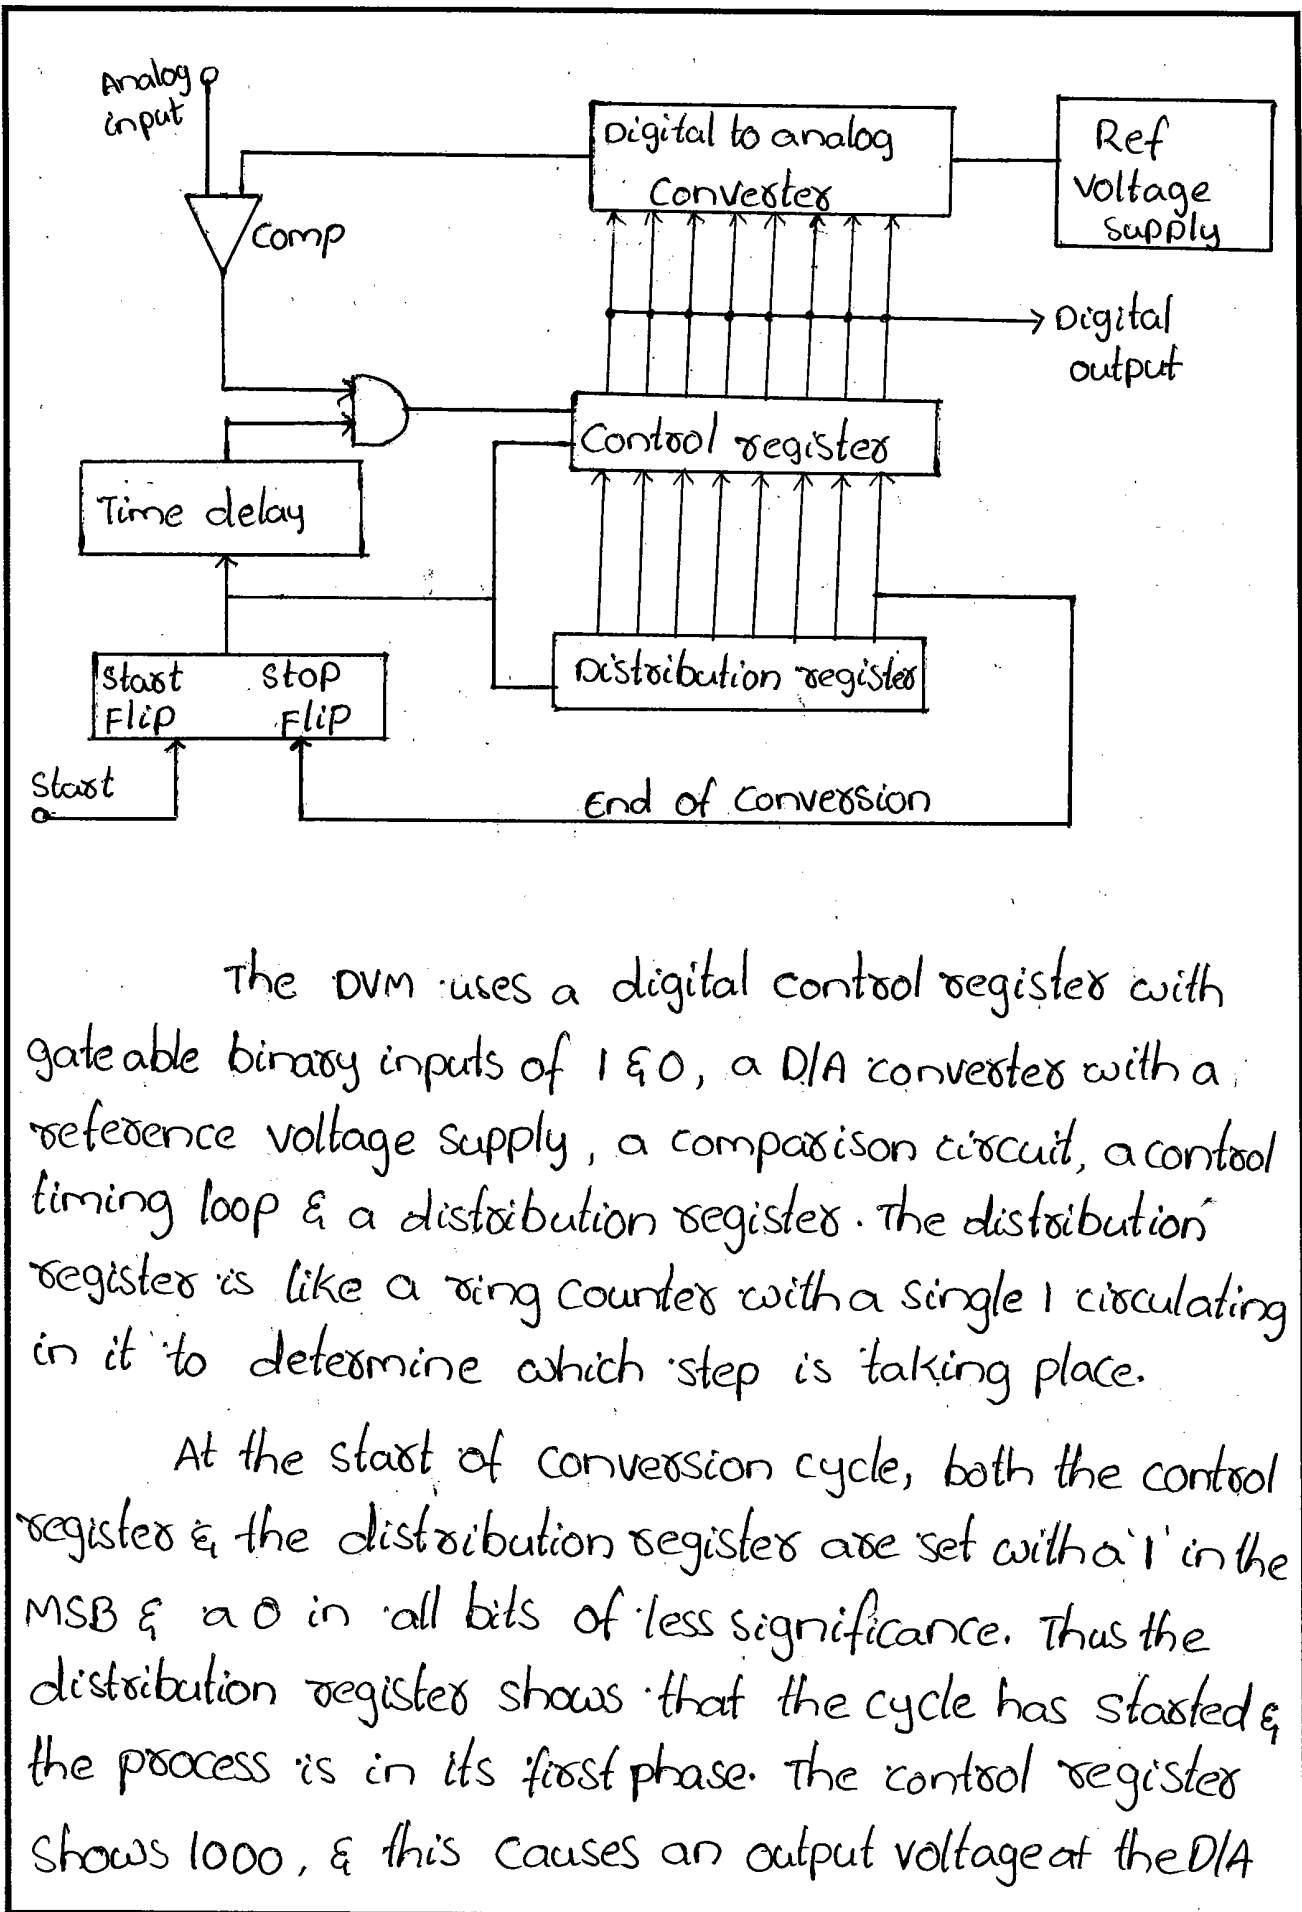 Analog
input
Digital to analog
Converter
Ref
Voltage
supply
Comp
Digital
output
Control register
Time delay
Distribution register
Start Stop
Flip Flip
Start
End of Conversion
The DVM uses a digital control register with
gateable binary inputs of 1 & 0, a D/A converter with a
reference voltage supply, a comparison circuit, a control
timing loop & a distribution register. The distribution
register is like a ring counter with a single 1 circulating
in it to determine which step is taking place.
At the start of conversion cycle, both the control
register & the distribution register are set with a '1' in the
MSB & a 0 in all bits of less significance. Thus the
distribution register shows that the cycle has started &
the process is in its first phase. The control register
shows 1000, & this causes an output voltage at the D/A